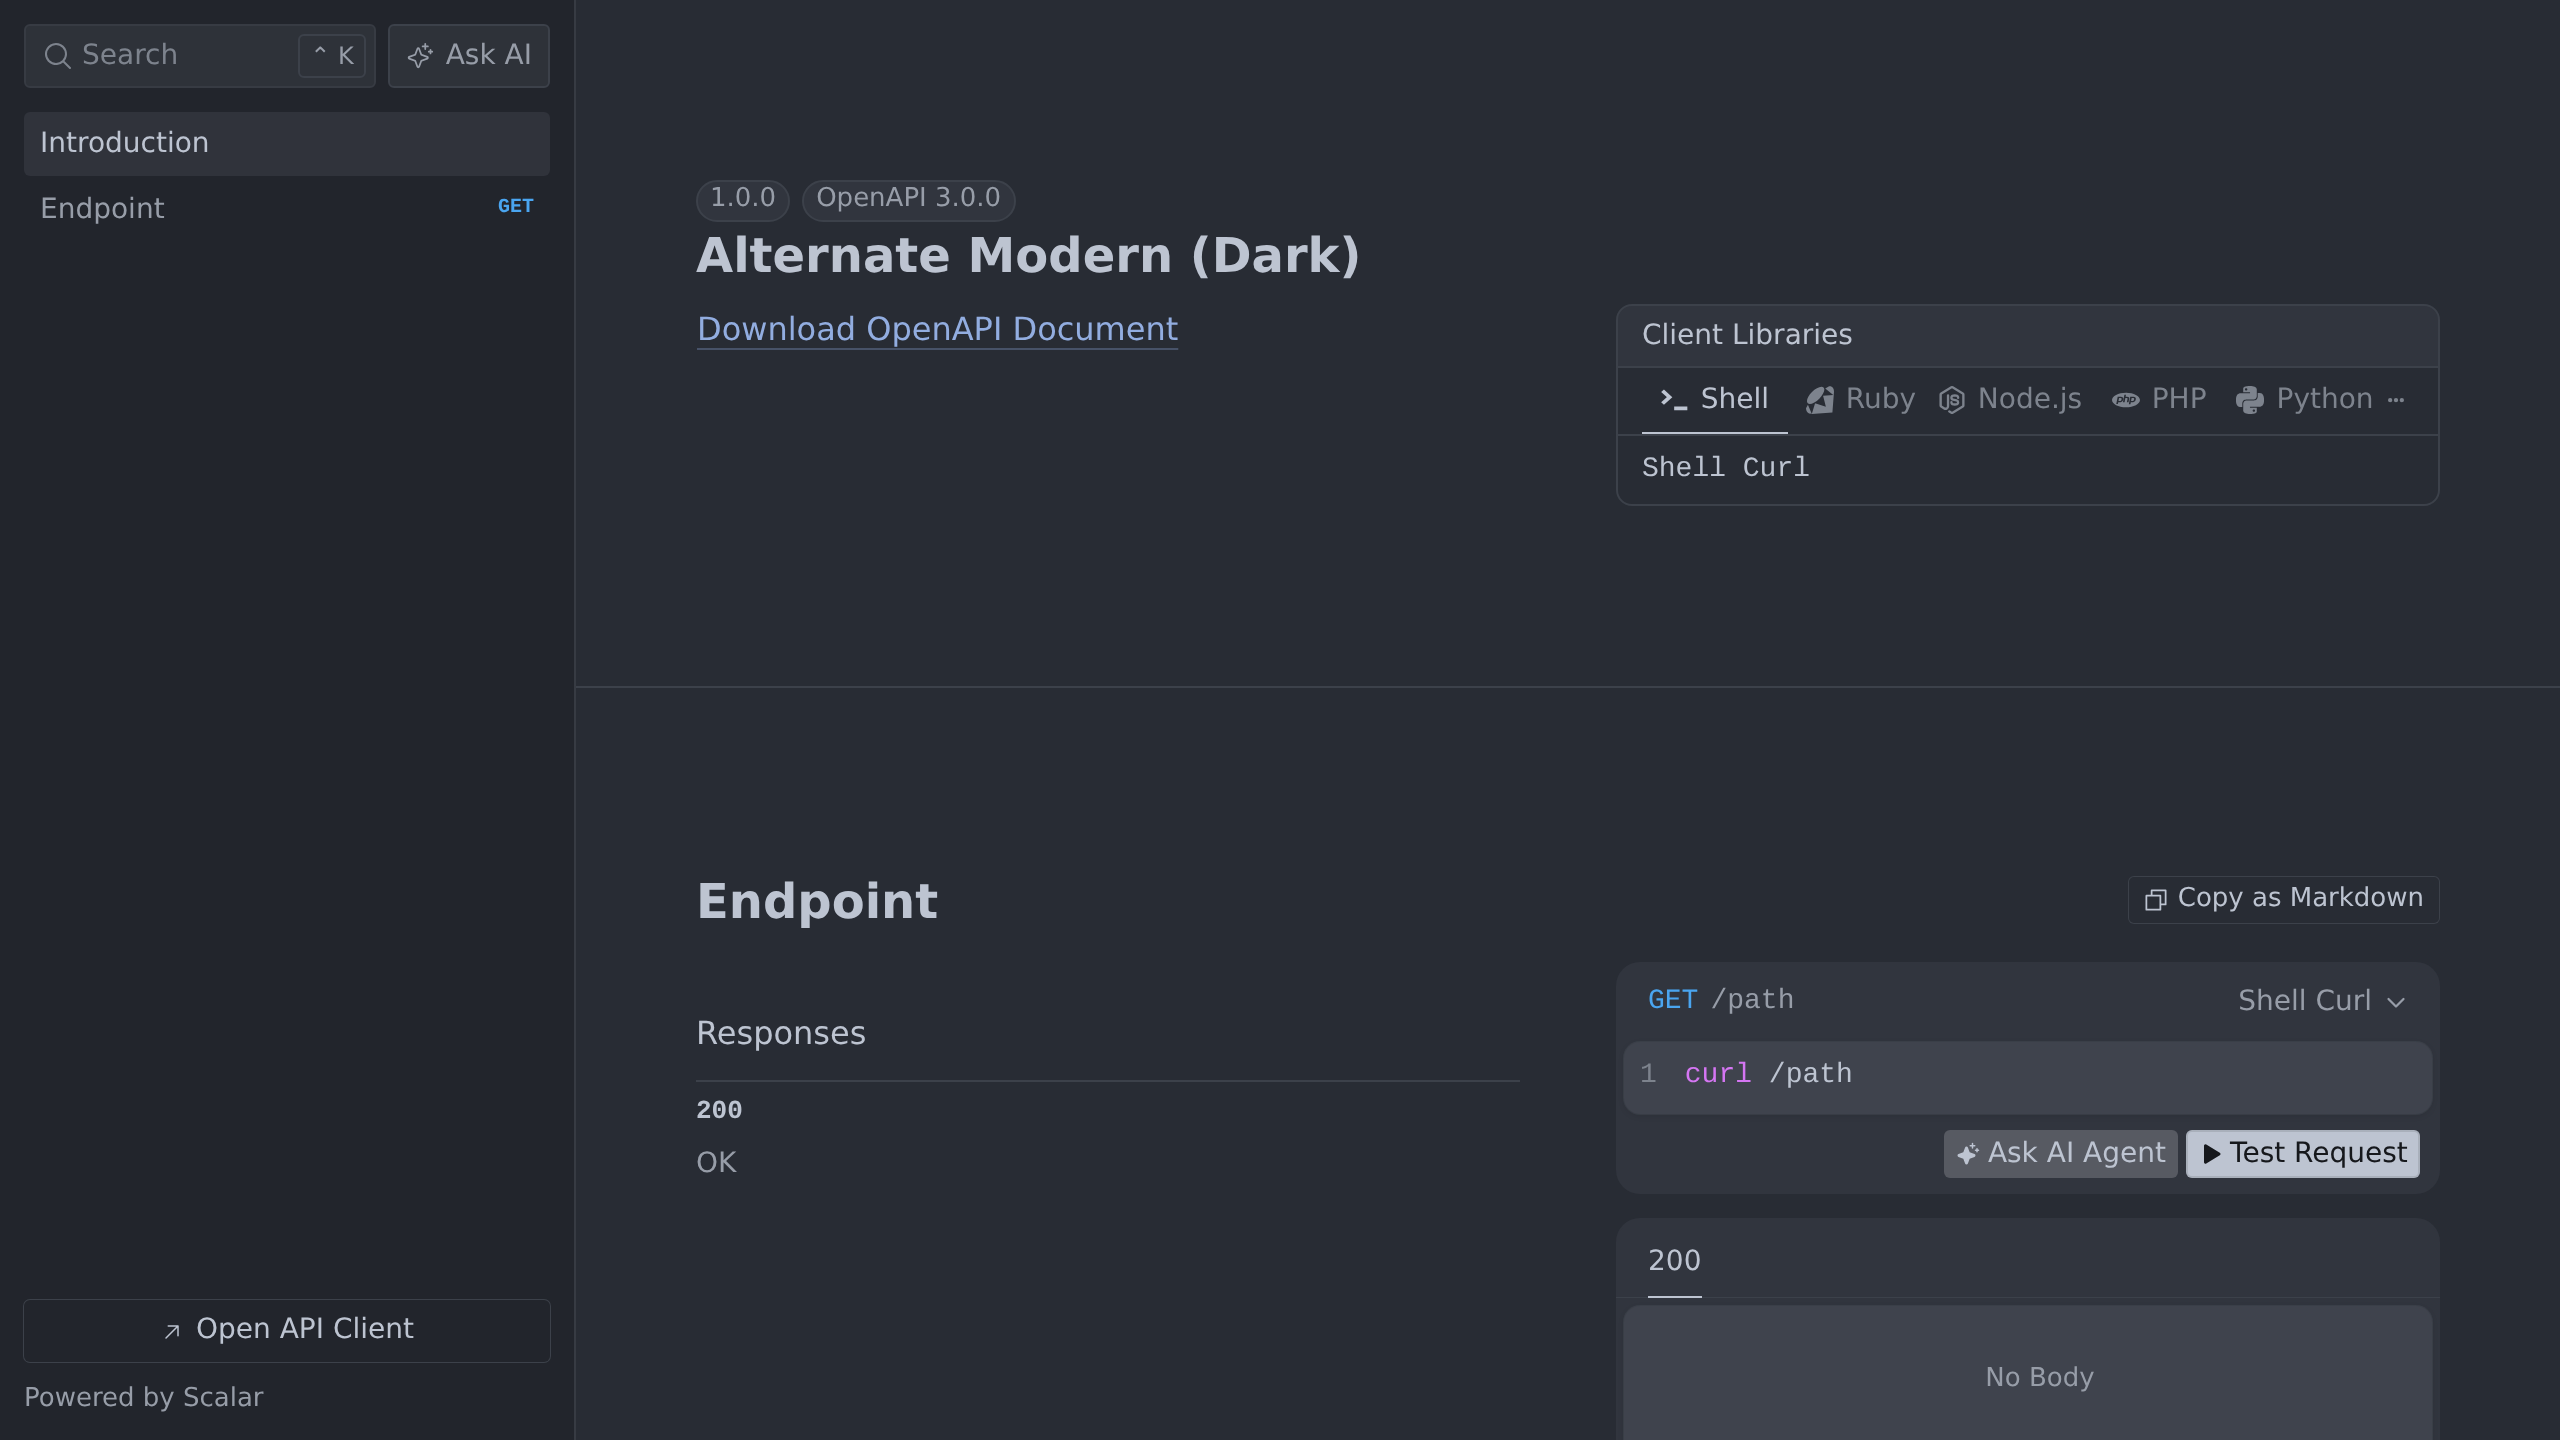 Search
⌃ K
Ask AI
Introduction
Endpoint
GET
Open API Client
Powered by Scalar
1.0.0
OpenAPI 3.0.0
Alternate Modern (Dark)
Download OpenAPI Document
Client Libraries
Shell
Ruby
Node.js
PHP
Python
Shell Curl
Endpoint
Copy as Markdown
Responses
200
OK
GET /path
Shell Curl
1 curl /path
Ask AI Agent
Test Request
200
No Body